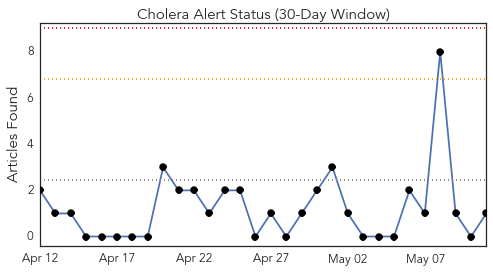 Cholera Alert Status (30-Day Window)
Articles Found
8
6
4
2
0
Apr 12 Apr 17 Apr 22 Apr 27 May 02 May 07